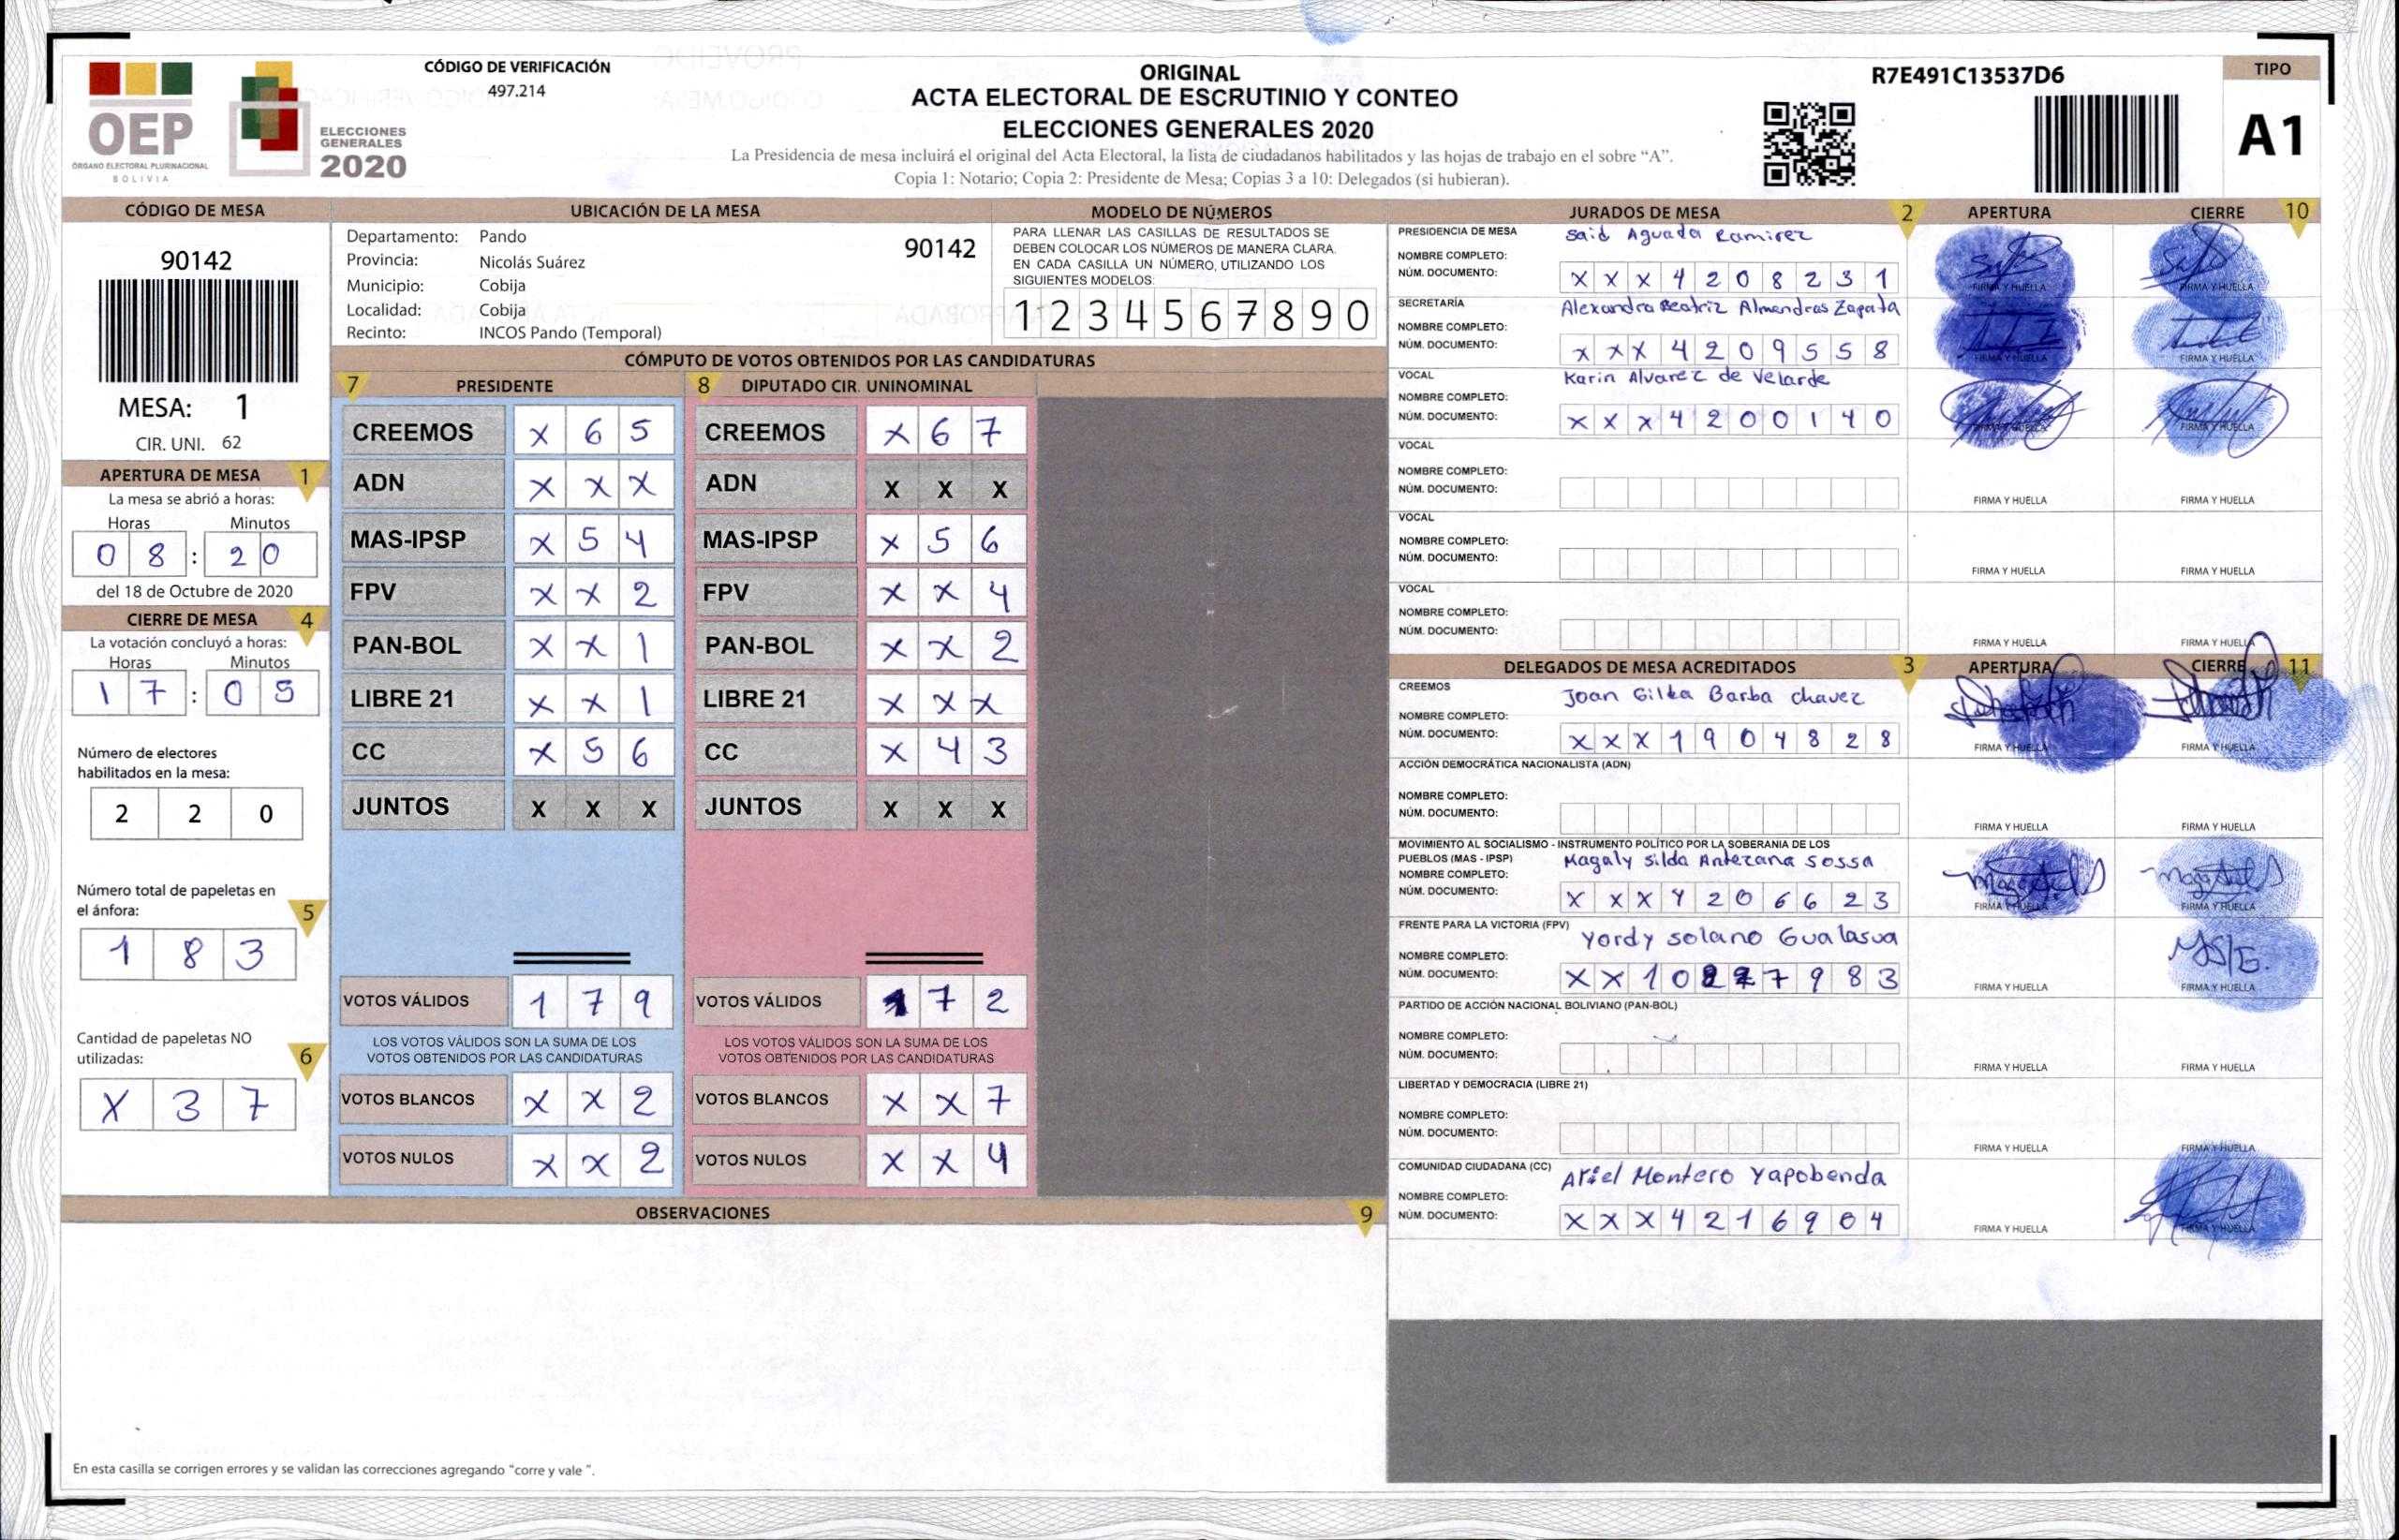 CÓDIGO DE VERIFICACIÓN
497.214
OEP
ÓRGANO ELECTORAL PLURINACIONAL
BOLIVIA
ELECCIONES
GENERALES
2020
ORIGINAL
ACTA ELECTORAL DE ESCRUTINIO Y CONTEO
ELECCIONES GENERALES 2020
La Presidencia de mesa incluirá el original del Acta Electoral, la lista de ciudadanos habilitados y las hojas de trabajo en el sobre “A”.
Copia 1: Notario; Copia 2: Presidente de Mesa; Copias 3 a 10: Delegados (si hubieran).
R7E491C13537D6
TIPO
A1
CÓDIGO DE MESA
90142
MESA: 1
CIR. UNI. 62
APERTURA DE MESA 1
La mesa se abrió a horas:
Horas Minutos
0 8 : 2 0
del 18 de Octubre de 2020
CIERRE DE MESA 4
La votación concluyó a horas:
Horas Minutos
1 7 : 0 5
Número de electores
habilitados en la mesa:
2 2 0
Número total de papeletas en
el ánfora: 5
1 8 3
Cantidad de papeletas NO
utilizadas: 6
X 3 7
UBICACIÓN DE LA MESA
Departamento: Pando 90142
Provincia: Nicolás Suárez
Municipio: Cobija
Localidad: Cobija
Recinto: INCOS Pando (Temporal)
MODELO DE NÚMEROS
PARA LLENAR LAS CASILLAS DE RESULTADOS SE
DEBEN COLOCAR LOS NÚMEROS DE MANERA CLARA.
EN CADA CASILLA UN NÚMERO, UTILIZANDO LOS
SIGUIENTES MODELOS:
1 2 3 4 5 6 7 8 9 0
CÓMPUTO DE VOTOS OBTENIDOS POR LAS CANDIDATURAS
7 PRESIDENTE 8 DIPUTADO CIR. UNINOMINAL
CREEMOS X 6 5 CREEMOS X 6 7
ADN X X X ADN X X X
MAS-IPSP X 5 4 MAS-IPSP X 5 6
FPV X X 2 FPV X X 4
PAN-BOL X X 1 PAN-BOL X X 2
LIBRE 21 X X 1 LIBRE 21 X X X
CC X 5 6 CC X 4 3
JUNTOS X X X JUNTOS X X X
VOTOS VÁLIDOS 1 7 9 VOTOS VÁLIDOS 1 7 2
LOS VOTOS VÁLIDOS SON LA SUMA DE LOS LOS VOTOS VÁLIDOS SON LA SUMA DE LOS
VOTOS OBTENIDOS POR LAS CANDIDATURAS VOTOS OBTENIDOS POR LAS CANDIDATURAS
VOTOS BLANCOS X X 2 VOTOS BLANCOS X X 7
VOTOS NULOS X X 2 VOTOS NULOS X X 4
OBSERVACIONES 9
En esta casilla se corrigen errores y se validan las correcciones agregando “corre y vale ”.
JURADOS DE MESA 2 APERTURA CIERRE 10
PRESIDENCIA DE MESA Said Aguada Ramirez
NOMBRE COMPLETO:
NÚM. DOCUMENTO: X X X 4 2 0 8 2 3 1 FIRMA Y HUELLA FIRMA Y HUELLA
SECRETARÍA Alexandra Beatriz Almendras Zapata
NOMBRE COMPLETO:
NÚM. DOCUMENTO: X X X 4 2 0 9 5 5 8 FIRMA Y HUELLA FIRMA Y HUELLA
VOCAL Karin Alvarez de Velarde
NOMBRE COMPLETO:
NÚM. DOCUMENTO: X X X 4 2 0 0 1 4 0 FIRMA Y HUELLA FIRMA Y HUELLA
VOCAL
NOMBRE COMPLETO:
NÚM. DOCUMENTO: FIRMA Y HUELLA FIRMA Y HUELLA
VOCAL
NOMBRE COMPLETO:
NÚM. DOCUMENTO: FIRMA Y HUELLA FIRMA Y HUELLA
VOCAL
NOMBRE COMPLETO:
NÚM. DOCUMENTO: FIRMA Y HUELLA FIRMA Y HUELLA
DELEGADOS DE MESA ACREDITADOS 3 APERTURA CIERRE 11
CREEMOS Joan Gilka Barba chavez
NOMBRE COMPLETO:
NÚM. DOCUMENTO: X X X 1 9 0 4 8 2 8 FIRMA Y HUELLA FIRMA Y HUELLA
ACCIÓN DEMOCRÁTICA NACIONALISTA (ADN)
NOMBRE COMPLETO:
NÚM. DOCUMENTO: FIRMA Y HUELLA FIRMA Y HUELLA
MOVIMIENTO AL SOCIALISMO - INSTRUMENTO POLÍTICO POR LA SOBERANIA DE LOS
PUEBLOS (MAS - IPSP) Magaly Silda Antezana Sossa
NOMBRE COMPLETO:
NÚM. DOCUMENTO: X X X 4 2 0 6 6 2 3 FIRMA Y HUELLA FIRMA Y HUELLA
FRENTE PARA LA VICTORIA (FPV) Yordy Solano Gualasua
NOMBRE COMPLETO:
NÚM. DOCUMENTO: X X 1 0 7 9 8 3 FIRMA Y HUELLA FIRMA Y HUELLA
PARTIDO DE ACCIÓN NACIONAL BOLIVIANO (PAN-BOL)
NOMBRE COMPLETO:
NÚM. DOCUMENTO: FIRMA Y HUELLA FIRMA Y HUELLA
LIBERTAD Y DEMOCRACIA (LIBRE 21)
NOMBRE COMPLETO:
NÚM. DOCUMENTO: FIRMA Y HUELLA FIRMA Y HUELLA
COMUNIDAD CIUDADANA (CC) Ariel Montero Yapobenda
NOMBRE COMPLETO:
NÚM. DOCUMENTO: X X X 4 2 1 6 9 0 4 FIRMA Y HUELLA FIRMA Y HUELLA